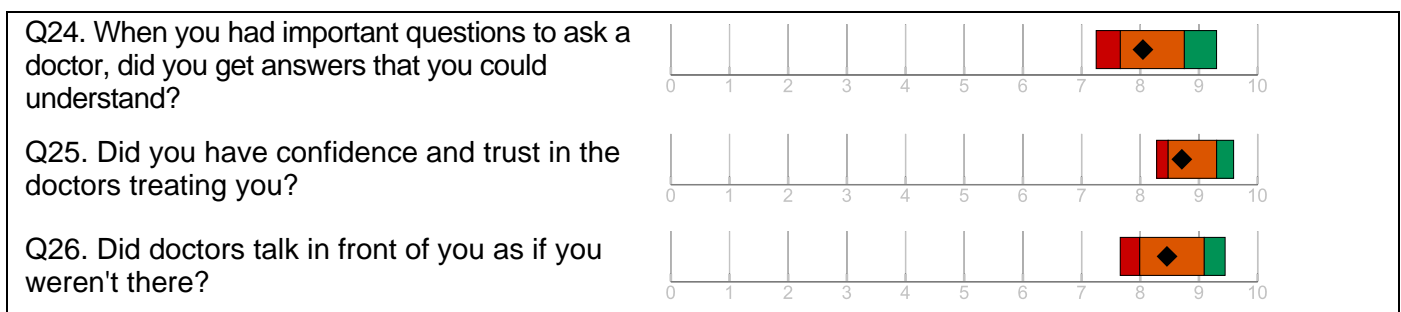 Q24. When you had important questions to ask a
doctor, did you get answers that you could
understand?
0 1 2 3 4 5 6 7 8 9 10
Q25. Did you have confidence and trust in the
doctors treating you?
0 1 2 3 4 5 6 7 8 9 10
Q26. Did doctors talk in front of you as if you
weren't there?
0 1 2 3 4 5 6 7 8 9 10